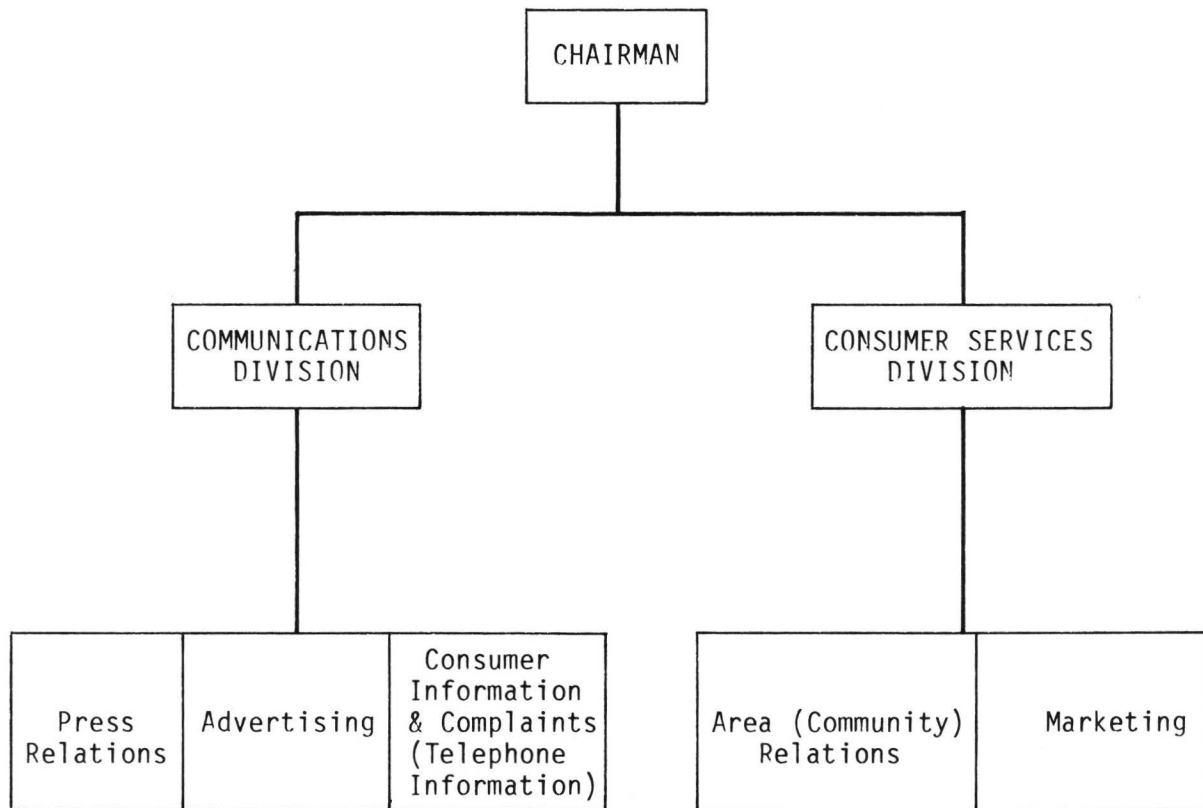 CHAIRMAN
COMMUNICATIONS
DIVISION
CONSUMER SERVICES
DIVISION
Press
Relations
Advertising
Consumer
Information
& Complaints
(Telephone
Information)
Area (Community)
Relations
Marketing